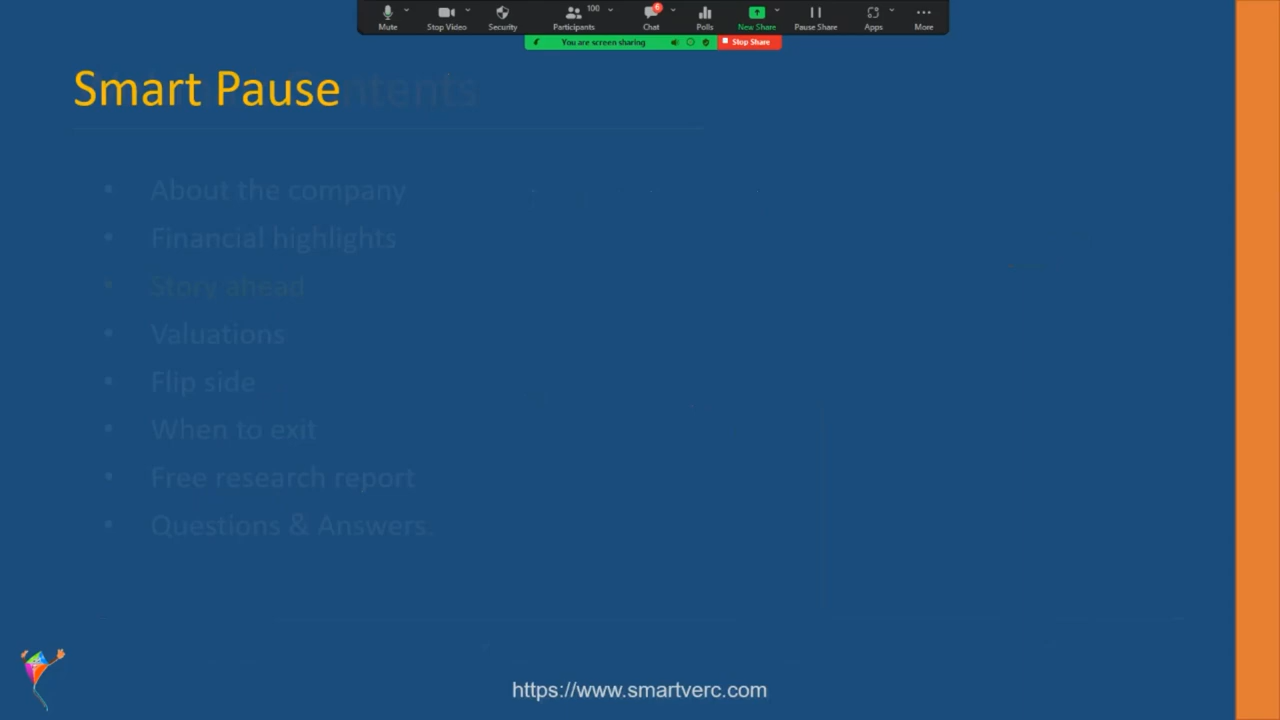 100
6
Mute
Stop Video
Security
Participants
Chat
Polls
New Share
Pause Share
Apps
More
You are screen sharing
Stop Share
Smart Pause
• About the company
• Financial highlights
• Story ahead
• Valuations
• Flip side
• When to exit
• Free research report
• Questions & Answers
https://www.smartverc.com